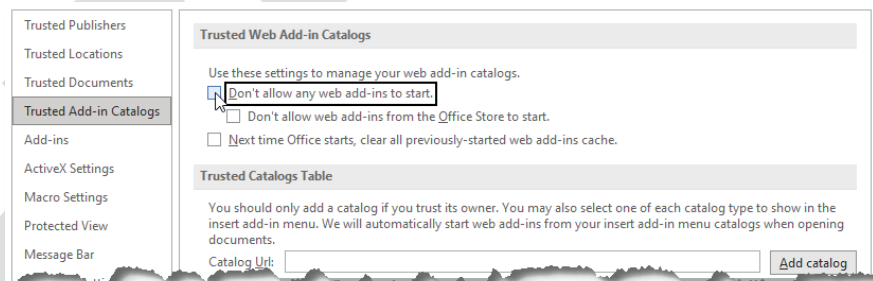 Trusted Publishers
Trusted Locations
Trusted Documents
Trusted Add-in Catalogs
Add-ins
ActiveX Settings
Macro Settings
Protected View
Message Bar
Trusted Web Add-in Catalogs
Use these settings to manage your web add-in catalogs.
Don't allow any web add-ins to start.
Don't allow web add-ins from the Office Store to start.
Next time Office starts, clear all previously-started web add-ins cache.
Trusted Catalogs Table
You should only add a catalog if you trust its owner. You may also select one of each catalog type to show in the
insert add-in menu. We will automatically start web add-ins from your insert add-in menu catalogs when opening
documents.
Catalog Url:
Add catalog